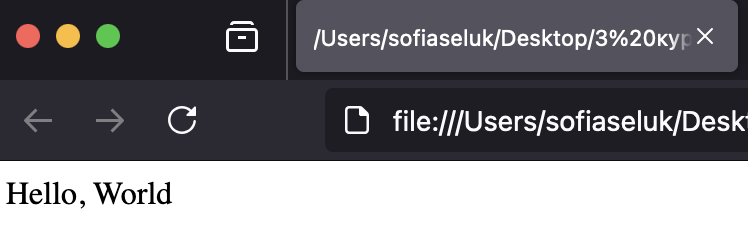 /Users/sofiaseluk/Desktop/3%20кур
file:///Users/sofiaseluk/Deskt
Hello, World